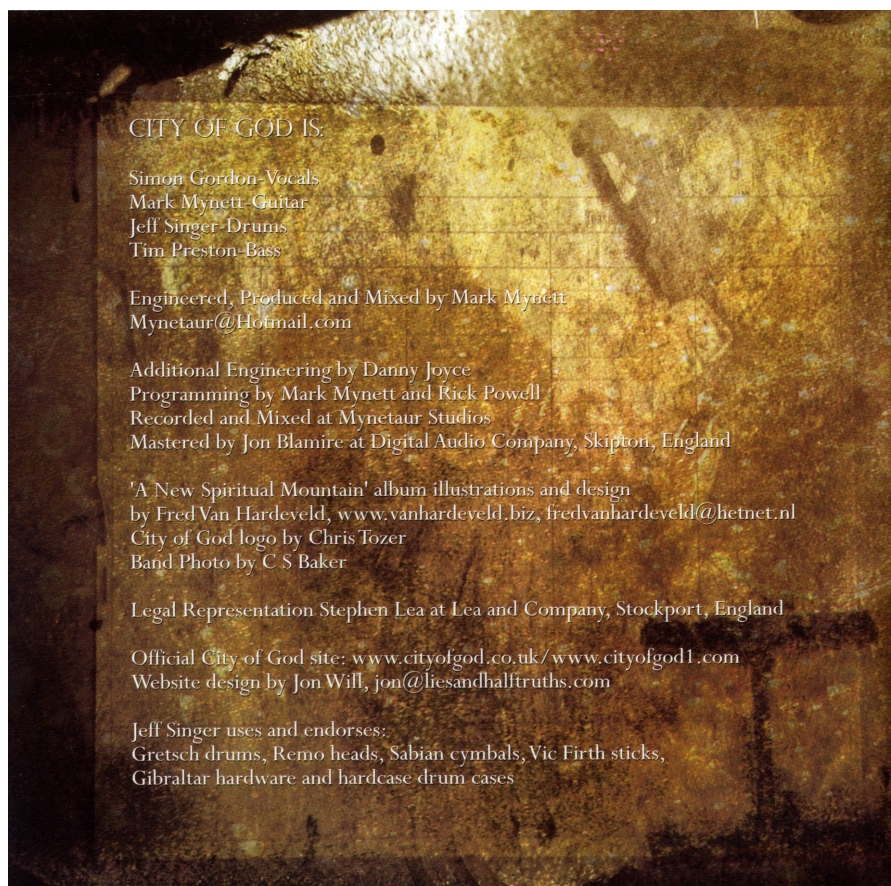 CITY OF GOD IS:
Simon Gordon-Vocals
Mark Mynett-Guitar
Jeff Singer-Drums
Tim Preston-Bass
Engineered, Produced and Mixed by Mark Mynett
Mynetaur@Hotmail.com
Additional Engineering by Danny Joyce
Programming by Mark Mynett and Rick Powell
Recorded and Mixed at Mynetaur Studios
Mastered by Jon Blamire at Digital Audio Company, Skipton, England
'A New Spiritual Mountain' album illustrations and design
by Fred Van Hardeveld, www.vanhardeveld.biz, fredvanhardeveld@hetnet.nl
City of God logo by Chris Tozer
Band Photo by C S Baker
Legal Representation Stephen Lea at Lea and Company, Stockport, England
Official City of God site: www.cityofgod.co.uk/www.cityofgod1.com
Website design by Jon Will, jon@liesandhalftruths.com
Jeff Singer uses and endorses:
Gretsch drums, Remo heads, Sabian cymbals, Vic Firth sticks,
Gibraltar hardware and hardcase drum cases